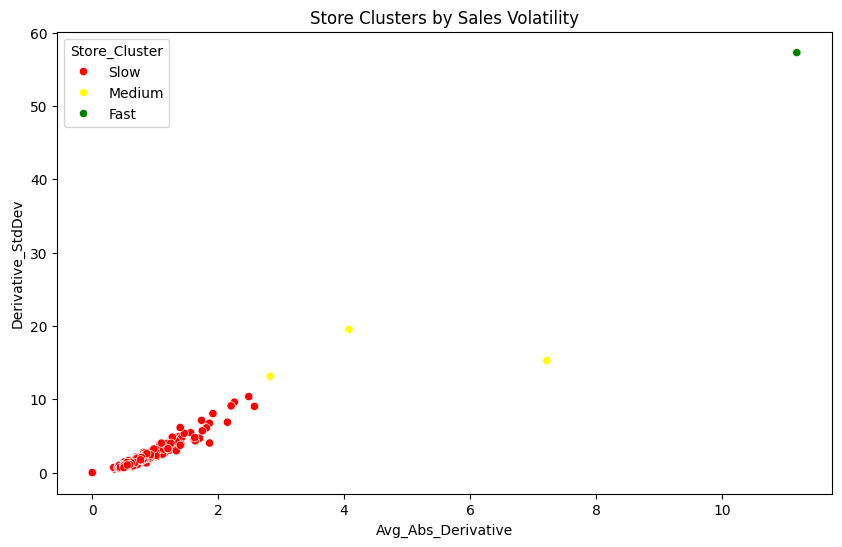 Store Clusters by Sales Volatility
Store_Cluster
Slow
Medium
Fast
60
50
40
30
20
10
0
Derivative_StdDev
0 2 4 6 8 10
Avg_Abs_Derivative